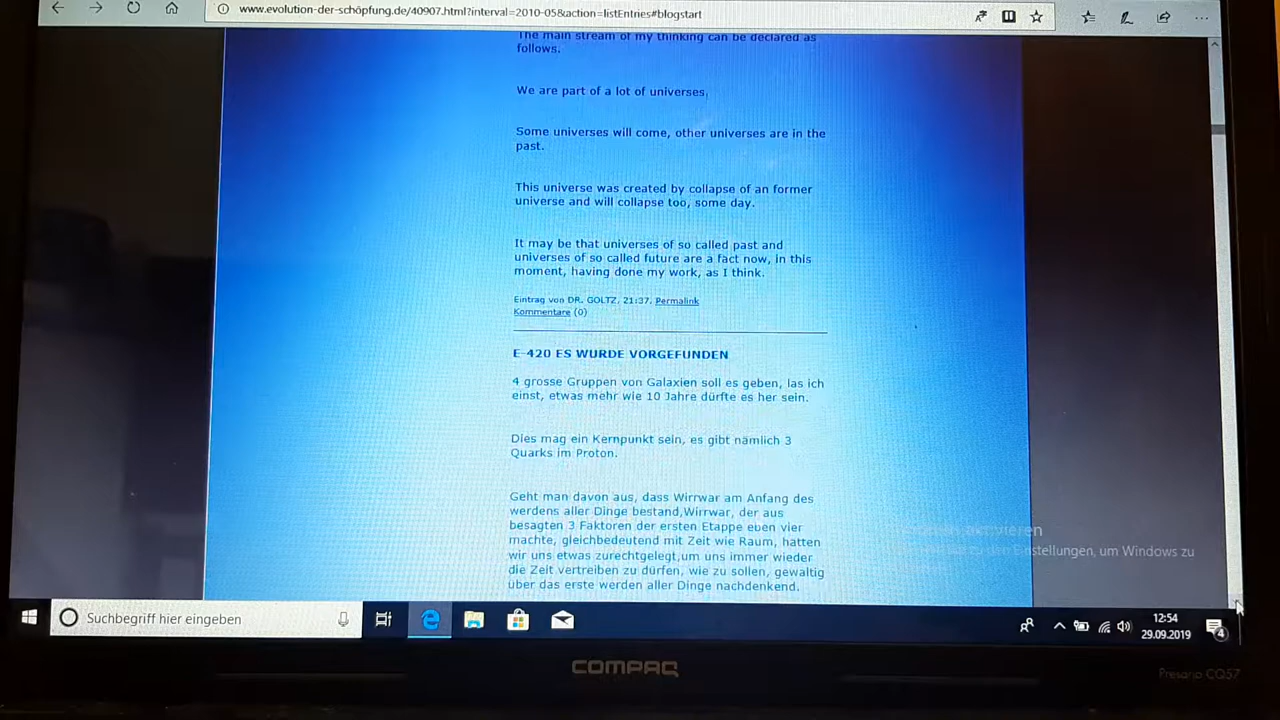 www.evolution-der-schöpfung.de/40907.html?interval=2010-05&action=listEntries#blogstart
The main stream of my thinking can be declared as
follows.
We are part of a lot of universes,
Some universes will come, other universes are in the
past.
This universe was created by collapse of an former
universe and will collapse too, some day.
It may be that universes of so called past and
universes of so called future are a fact now, in this
moment, having done my work, as I think.
Eintrag von DR. GOLTZ, 21:37. Permalink
Kommentare (0)
E-420 ES WURDE VORGEFUNDEN
4 grosse Gruppen von Galaxien soll es geben, las ich
einst, etwas mehr wie 10 Jahre dürfte es her sein.
Dies mag ein Kernpunkt sein, es gibt nämlich 3
Quarks im Proton.
Geht man davon aus, dass Wirrwar am Anfang des
werdens aller Dinge bestand,Wirrwar, der aus
besagten 3 Faktoren der ersten Etappe eben vier
machte, gleichbedeutend mit Zeit wie Raum, hatten
wir uns etwas zurechtgelegt,um uns immer wieder
die Zeit vertreiben zu dürfen, wie zu sollen, gewaltig
über das erste werden aller Dinge nachdenkend.
aktivieren
zu den Einstellungen, um Windows zu
Suchbegriff hier eingeben
12:54
29.09.2019
4
COMPAQ
Presario CQ57